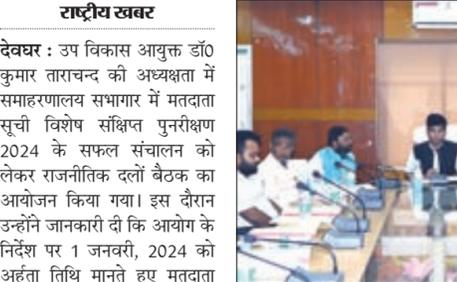 राष्ट्रीय खबर
देवघर : उप विकास आयुक्त डॉ0
कुमार ताराचन्द की अध्यक्षता में
समाहरणालय सभागार में मतदाता
सूची विशेष संक्षिप्त पुनरीक्षण
2024 के सफल संचालन को
लेकर राजनीतिक दलों बैठक का
आयोजन किया गया। इस दौरान
उन्होंने जानकारी दी कि आयोग के
निर्देश पर 1 जनवरी, 2024 को
अर्हता तिथि मानते हुए मतदाता